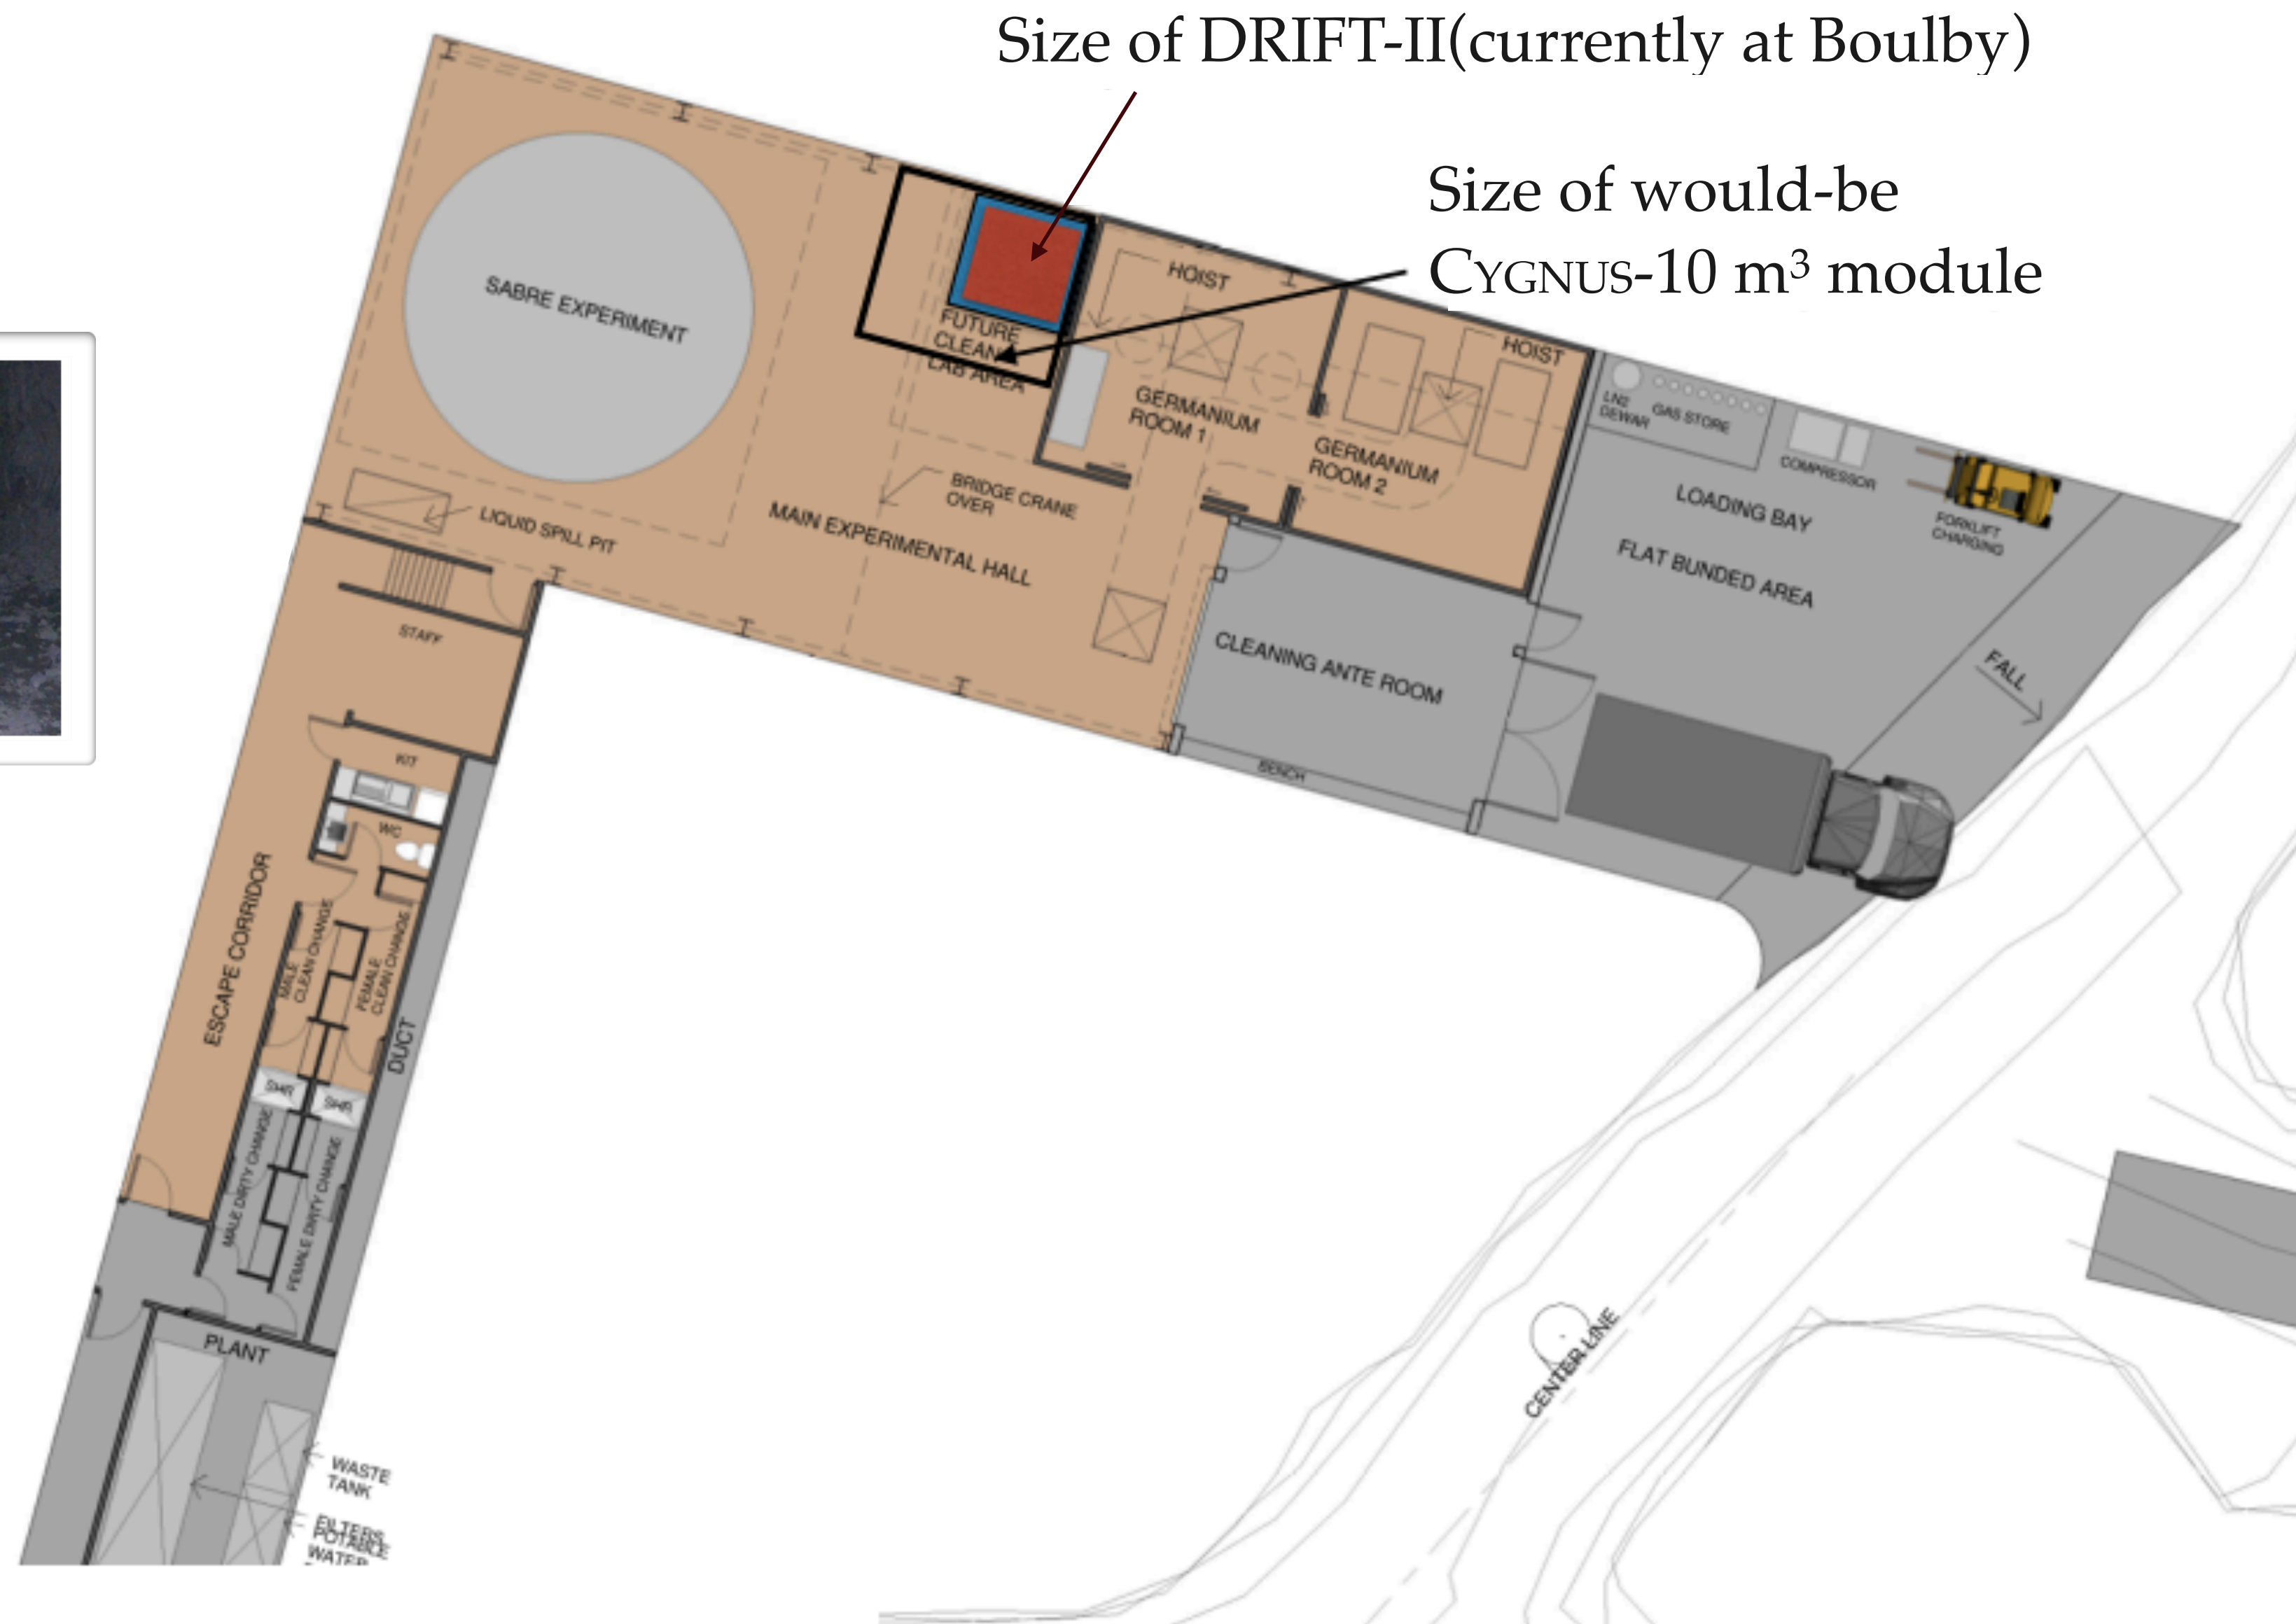 Size of DRIFT-II(currently at Boulby)
Size of would-be
CYGNUS-10 m³ module
SABRE EXPERIMENT
FUTURE
CLEAN
LAB AREA
HOIST
HOIST
GERMANIUM
ROOM 1
GERMANIUM
ROOM 2
LN2
DEWAR
GAS STORE
COMPRESSOR
FORKLIFT
CHARGING
LOADING BAY
FLAT BUNDED AREA
FALL
BRIDGE CRANE
OVER
LIQUID SPILL PIT
MAIN EXPERIMENTAL HALL
CLEANING ANTE ROOM
BENCH
STAFF
KIT
WC
ESCAPE CORRIDOR
MALE
CLEAN CHANGE
FEMALE
CLEAN CHANGE
DUCT
SHR
SHR
MALE DIRTY CHANGE
FEMALE DIRTY CHANGE
PLANT
WASTE
TANK
FILTERS
POTABLE
WATER
CENTER LINE